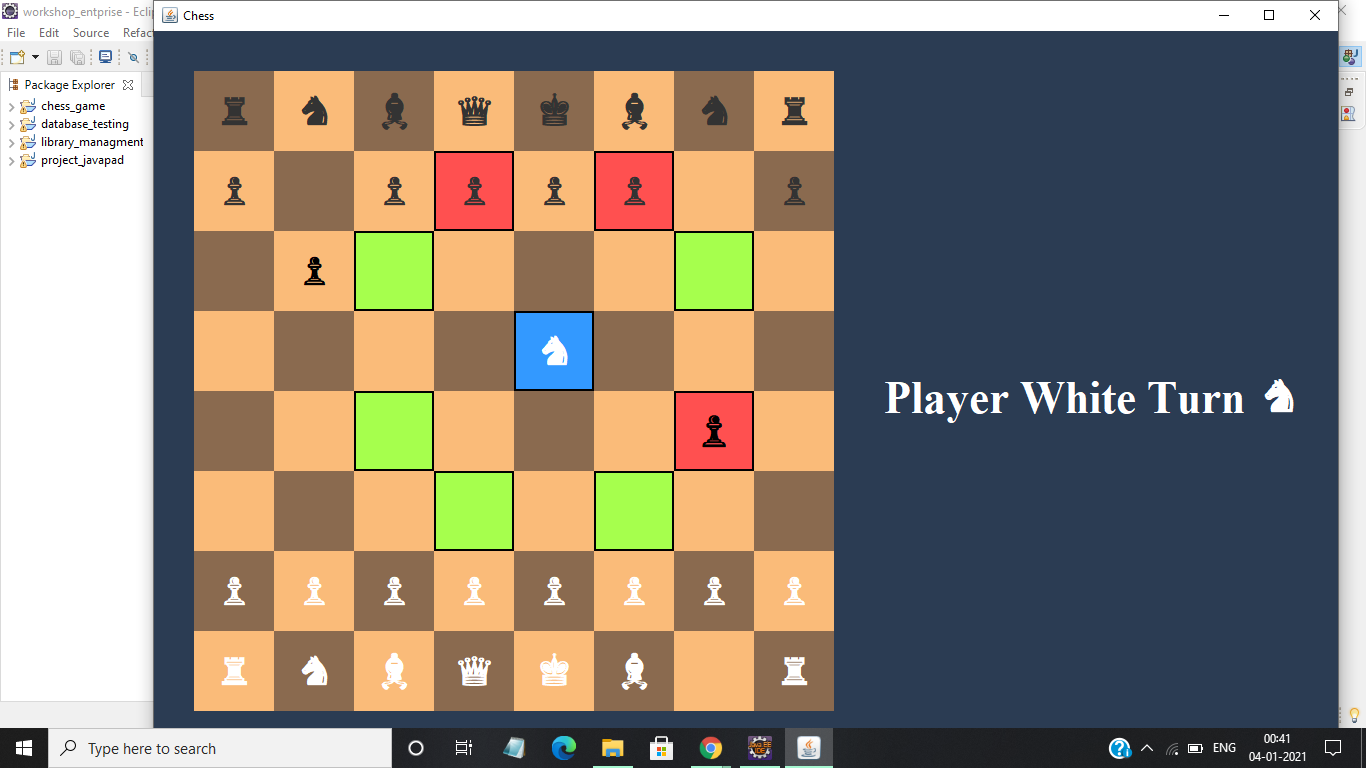 workshop_entprise - Eclip
Chess
File Edit Source Refact
Package Explorer
chess_game
database_testing
library_managment
project_javapad
Player White Turn
Type here to search
ENG
00:41
04-01-2021